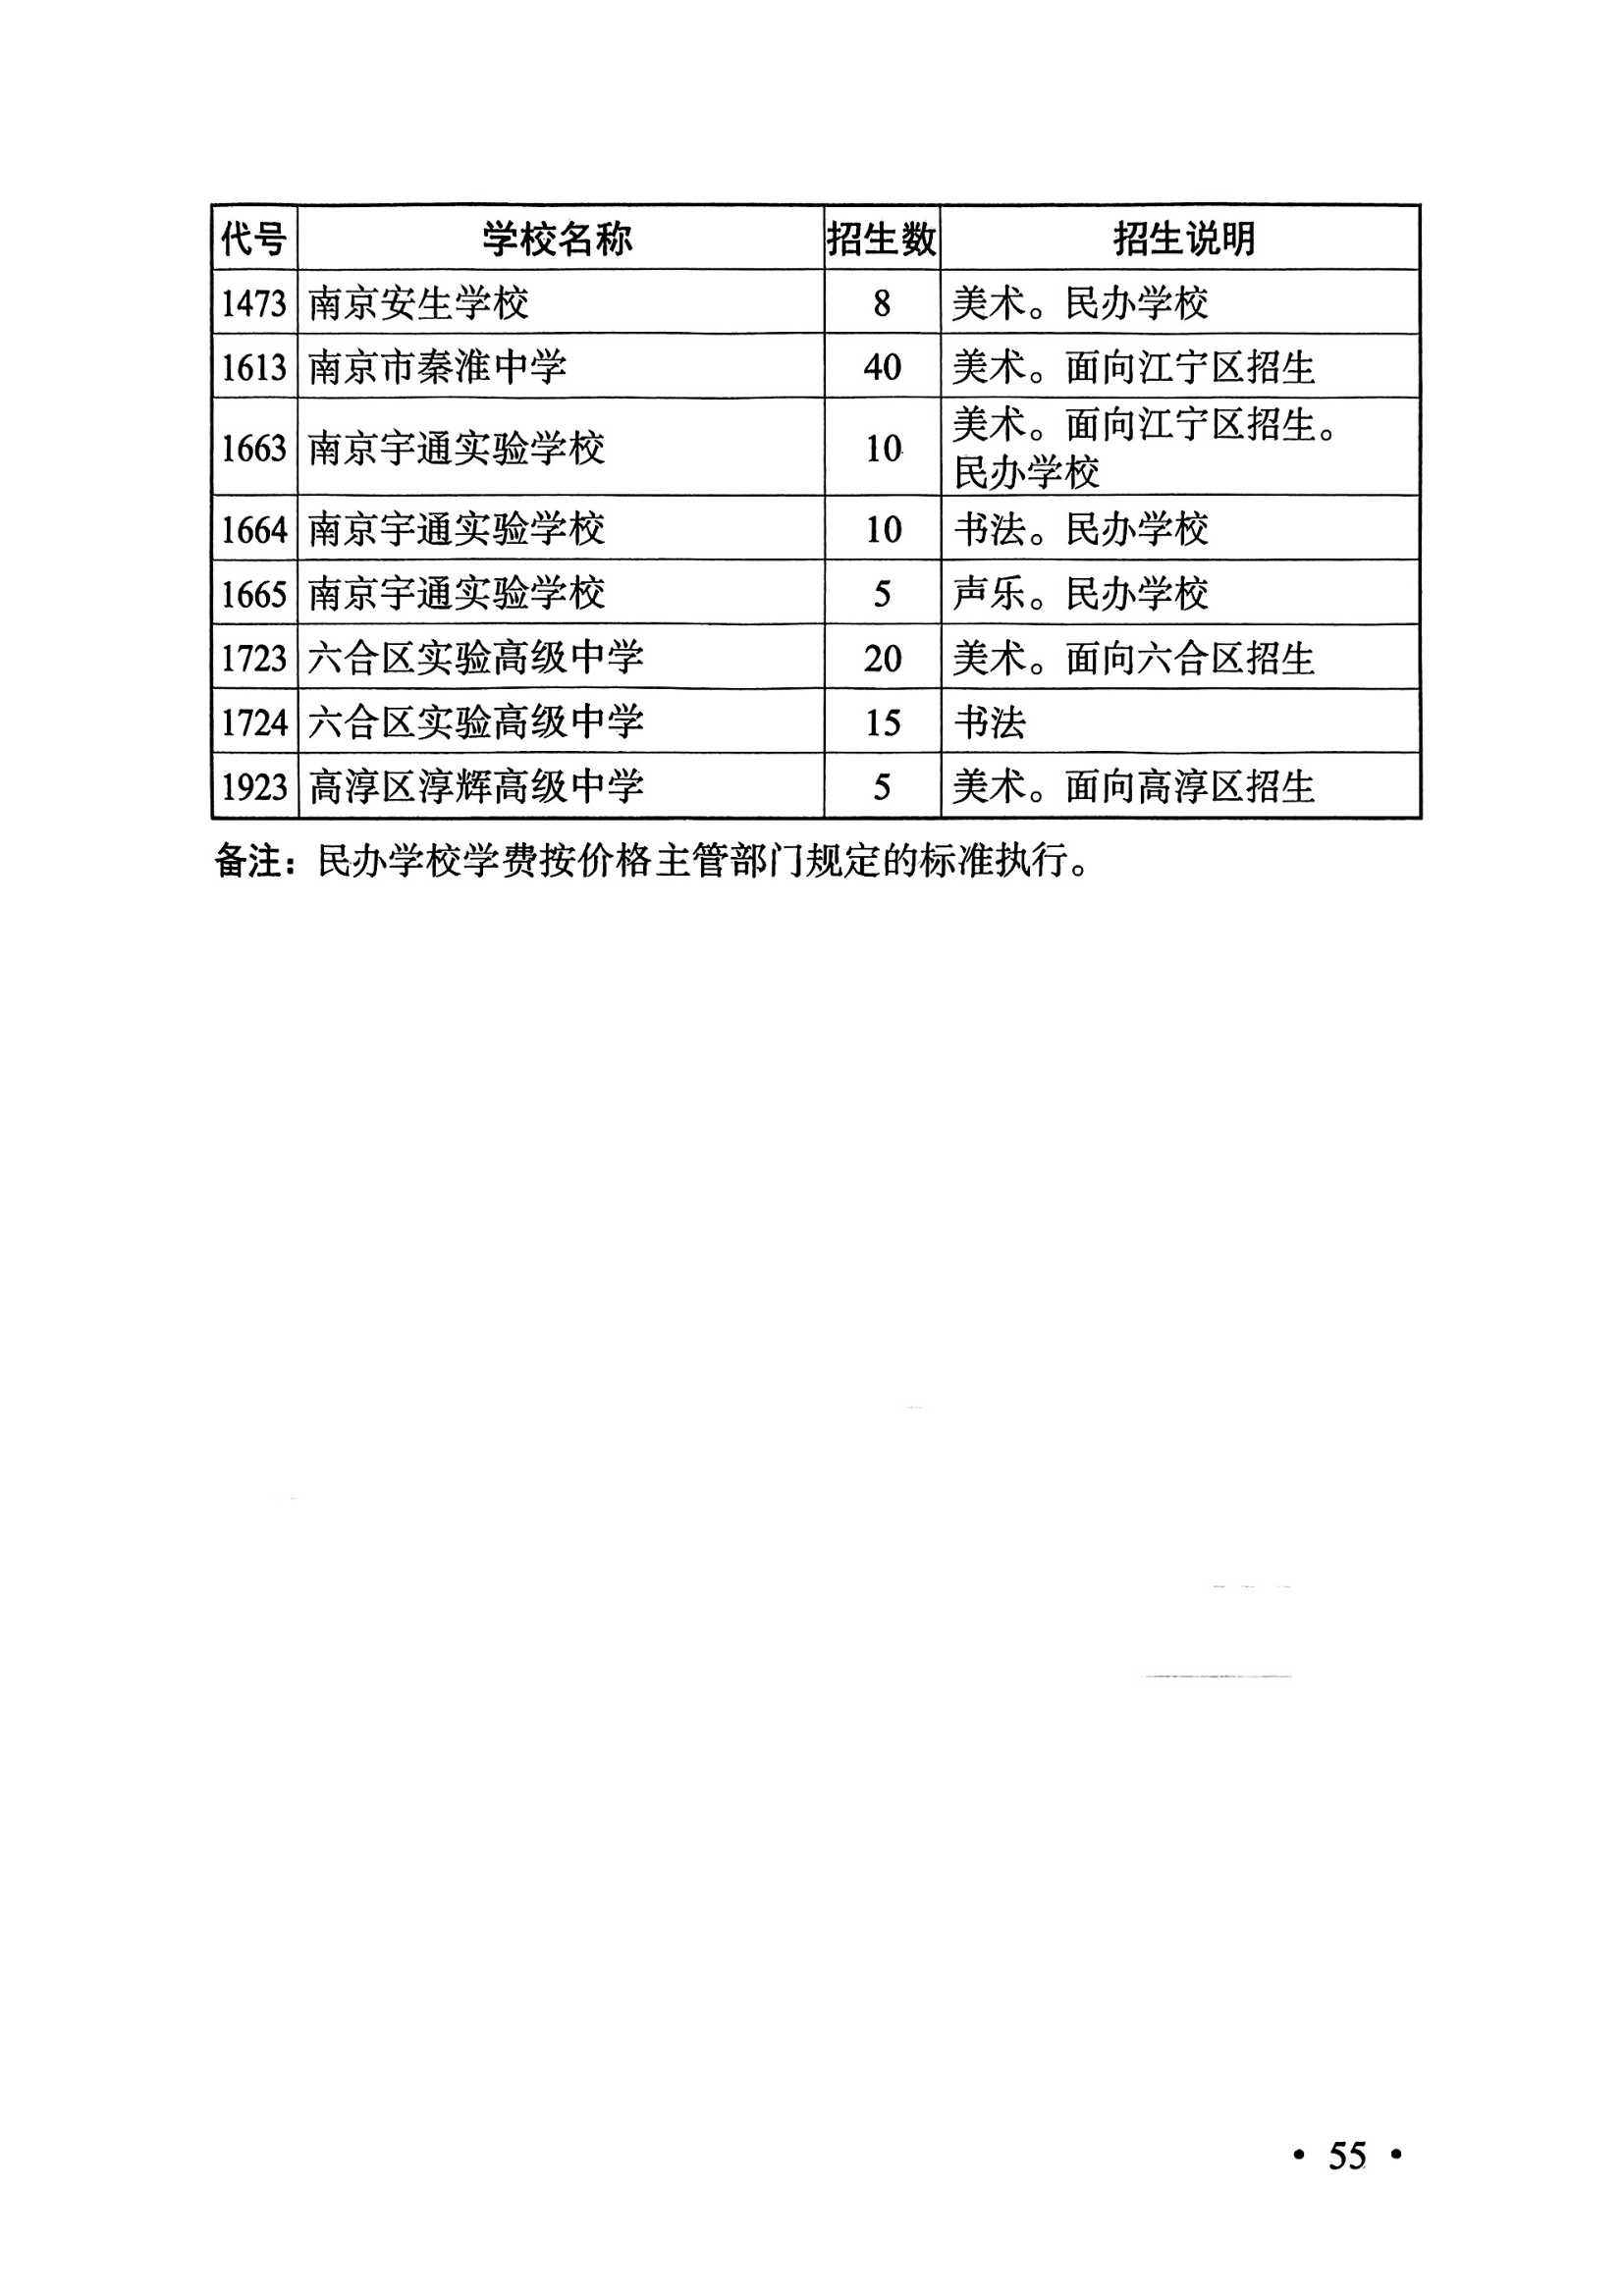 代号 学校名称 招生数 招生说明
1473 南京安生学校 8 美术。民办学校
1613 南京市秦淮中学 40 美术。面向江宁区招生
1663 南京宇通实验学校 10 美术。面向江宁区招生。
民办学校
1664 南京宇通实验学校 10 书法。民办学校
1665 南京宇通实验学校 5 声乐。民办学校
1723 六合区实验高级中学 20 美术。面向六合区招生
1724 六合区实验高级中学 15 书法
1923 高淳区淳辉高级中学 5 美术。面向高淳区招生
备注：民办学校学费按价格主管部门规定的标准执行。
• 55 •